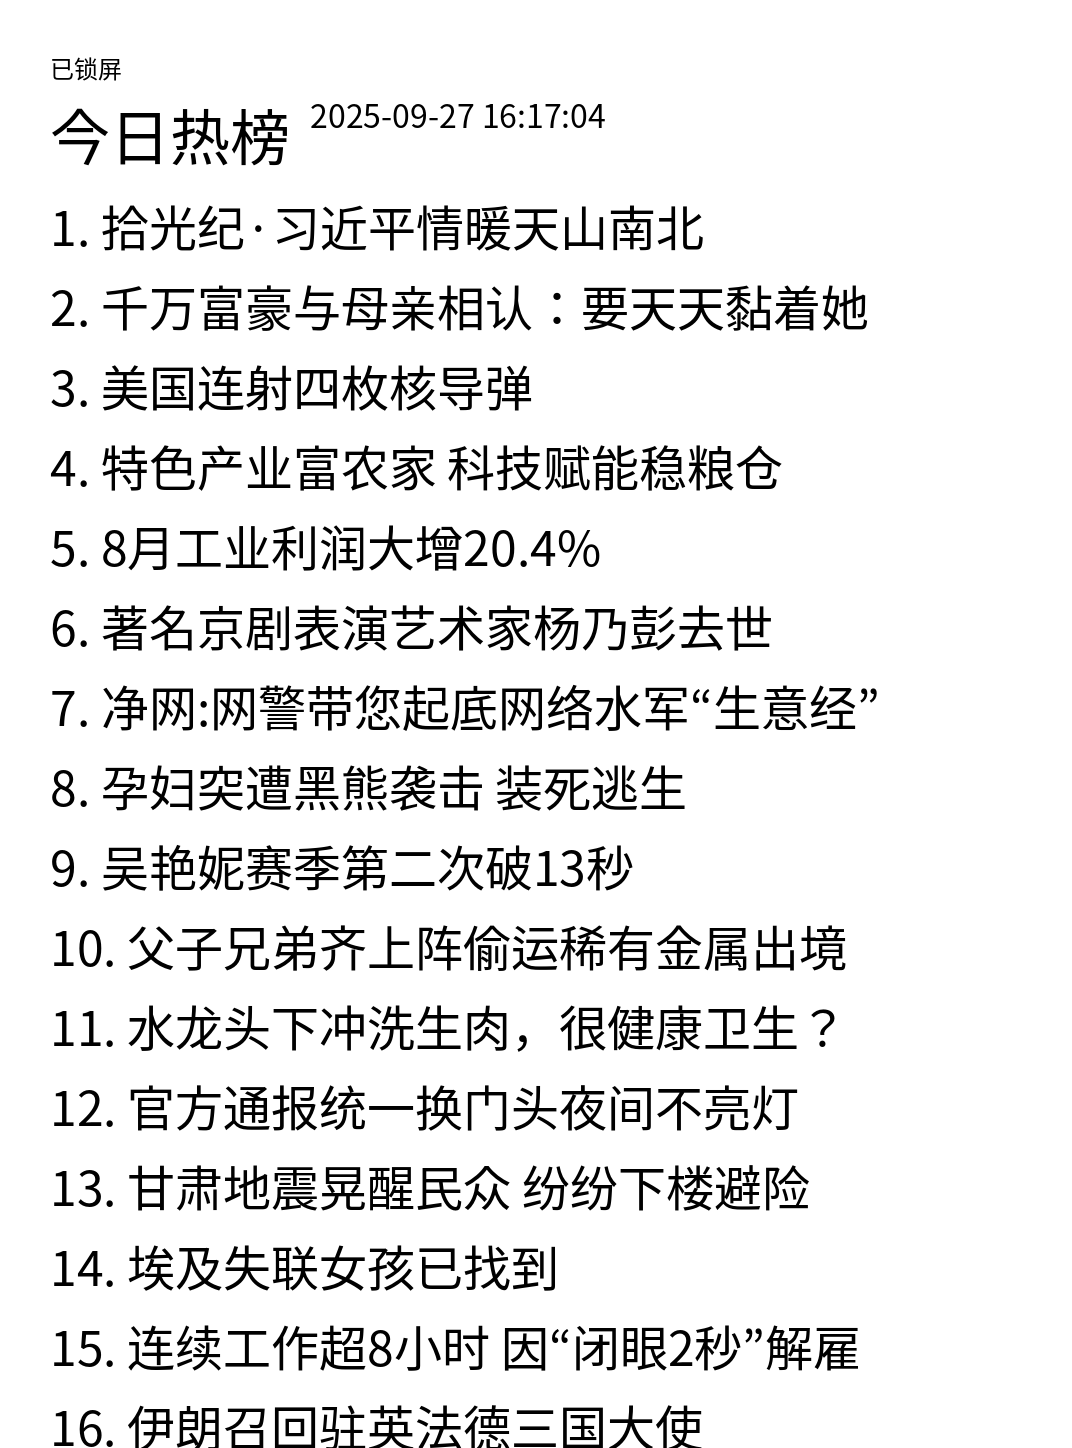 已锁屏
今日热榜 2025-09-27 16:17:04
1. 拾光纪·习近平情暖天山南北
2. 千万富豪与母亲相认：要天天黏着她
3. 美国连射四枚核导弹
4. 特色产业富农家 科技赋能稳粮仓
5. 8月工业利润大增20.4%
6. 著名京剧表演艺术家杨乃彭去世
7. 净网:网警带您起底网络水军“生意经”
8. 孕妇突遭黑熊袭击 装死逃生
9. 吴艳妮赛季第二次破13秒
10. 父子兄弟齐上阵偷运稀有金属出境
11. 水龙头下冲洗生肉，很健康卫生？
12. 官方通报统一换门头夜间不亮灯
13. 甘肃地震晃醒民众 纷纷下楼避险
14. 埃及失联女孩已找到
15. 连续工作超8小时 因“闭眼2秒”解雇
16. 伊朗召回驻英法德三国大使